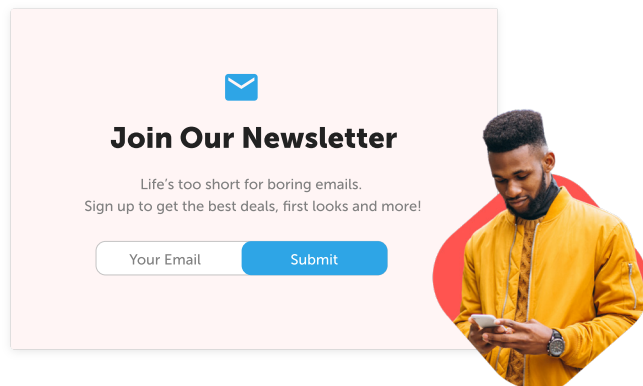 Join Our Newsletter
Life's too short for boring emails.
Sign up to get the best deals, first looks and more!
Your Email
Submit